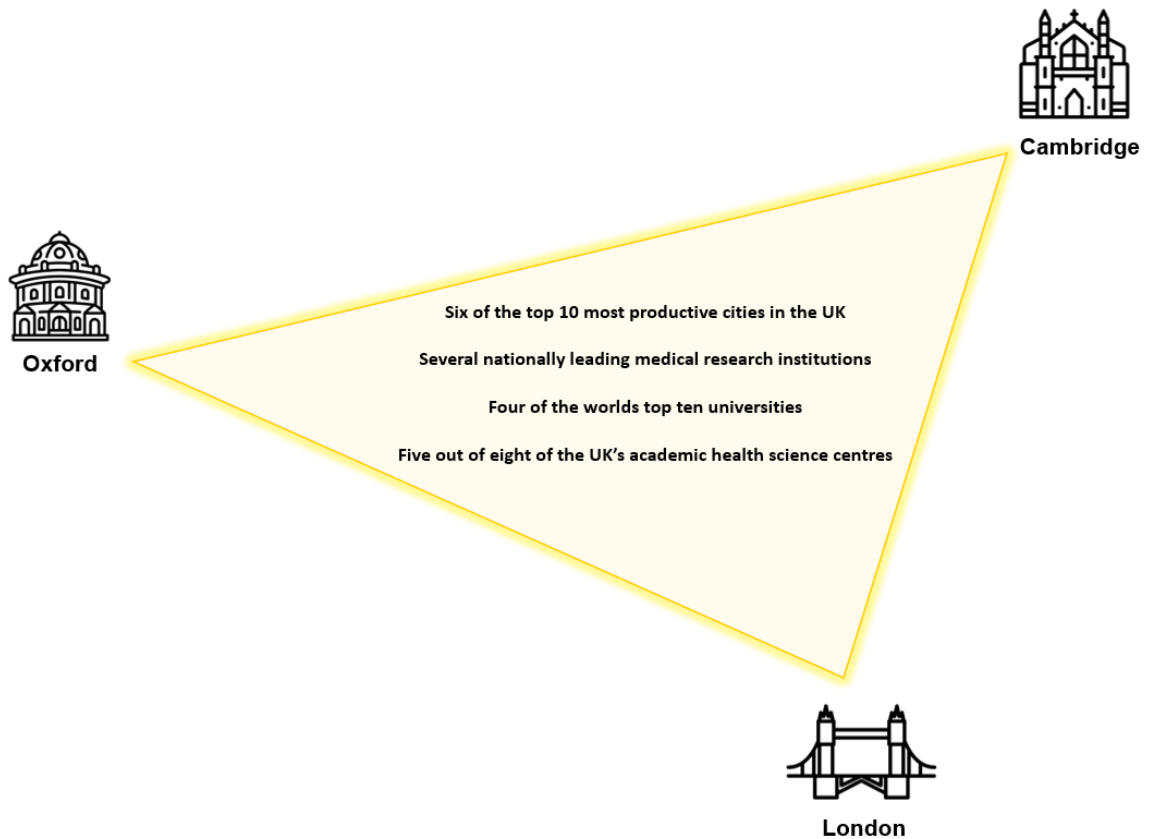 Cambridge
Oxford
Six of the top 10 most productive cities in the UK
Several nationally leading medical research institutions
Four of the worlds top ten universities
Five out of eight of the UK’s academic health science centres
London